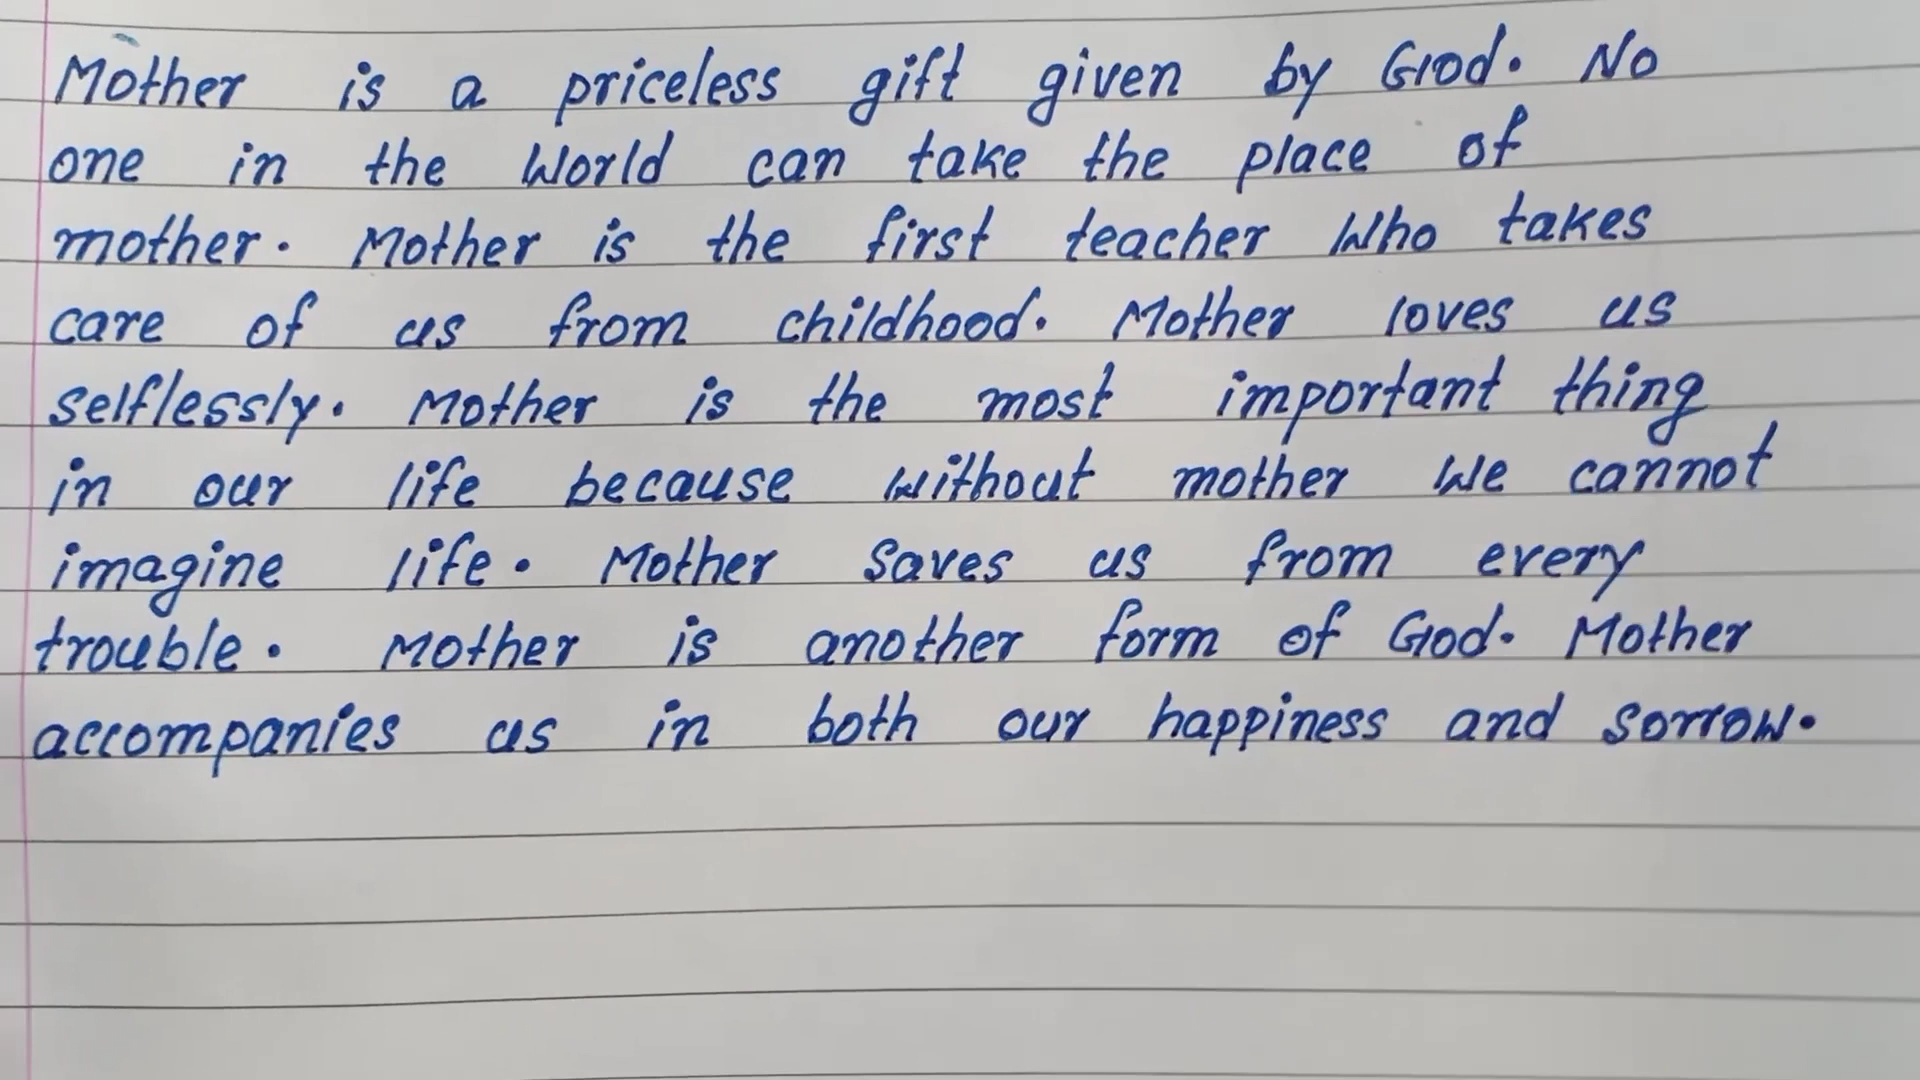 Mother is a priceless gift given by God. No
one in the world can take the place of
mother. Mother is the first teacher who takes
care of us from childhood. Mother loves us
selflessly. Mother is the most important thing
in our life because without mother we cannot
imagine life. Mother saves us from every
trouble. Mother is another form of God. Mother
accompanies us in both our happiness and sorrow.